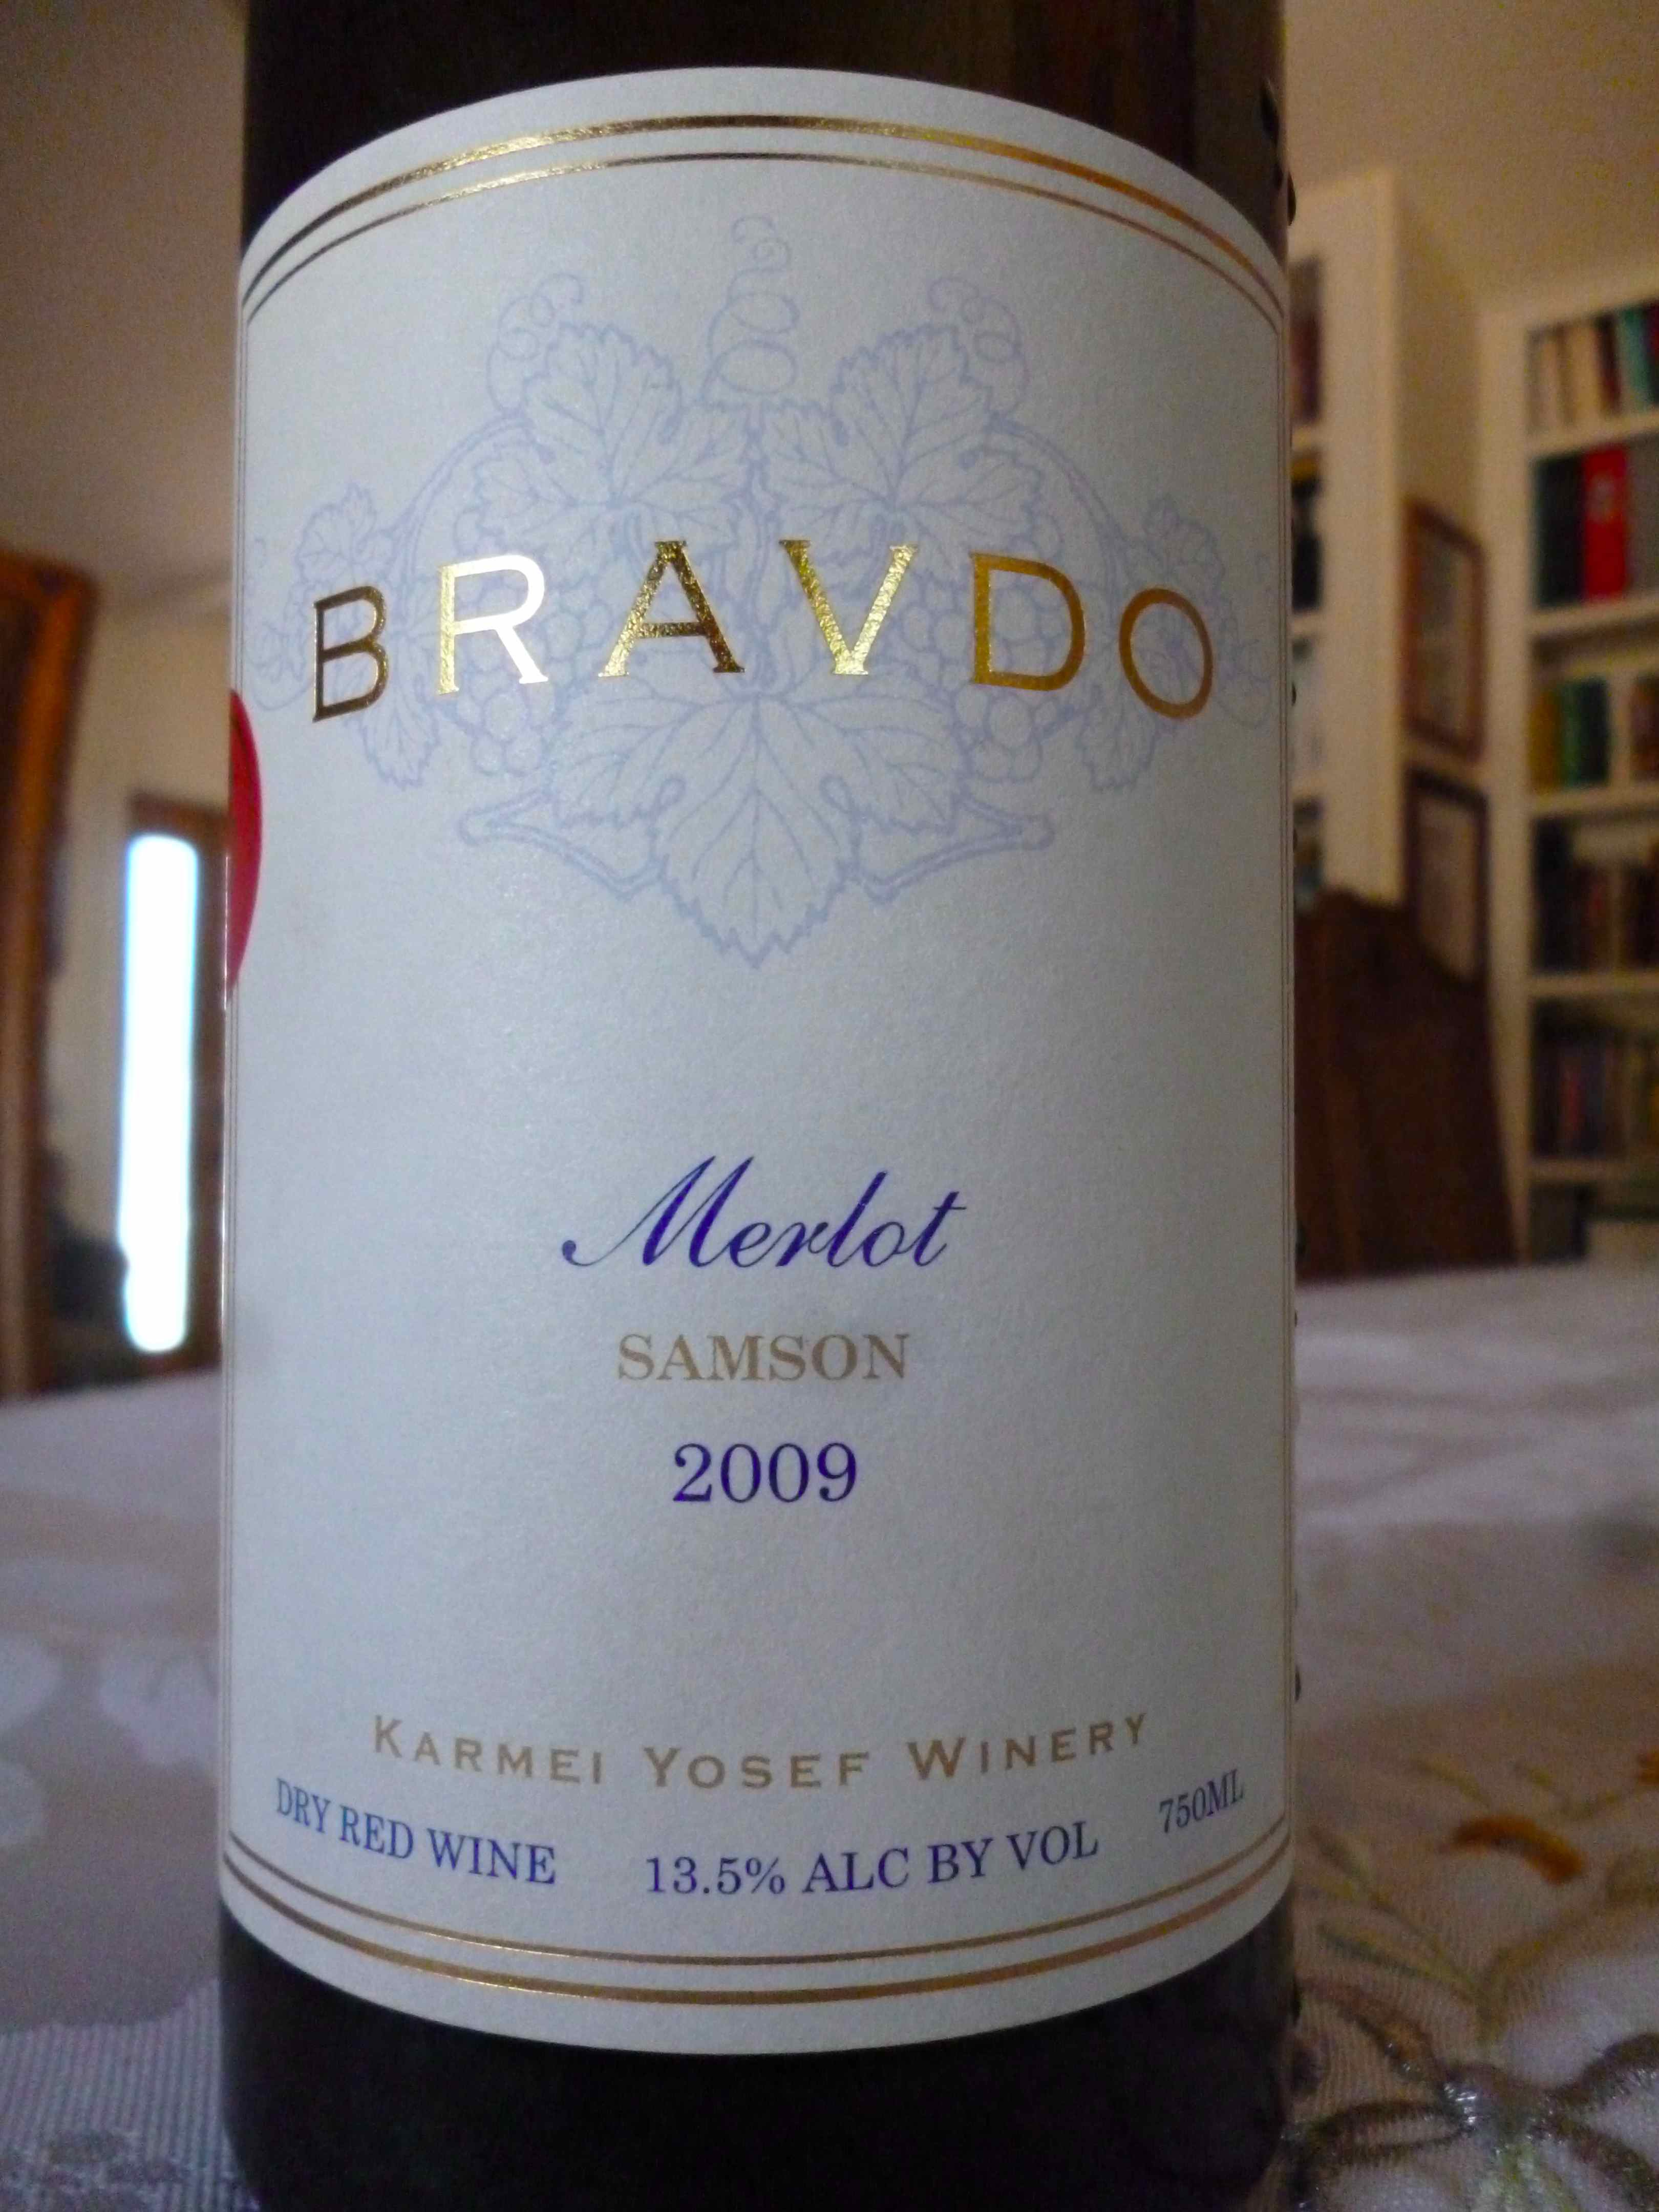 BRAVDO
Merlot
SAMSON
2009
KARMEI YOSEF WINERY
DRY RED WINE 13.5% ALC BY VOL 750ML